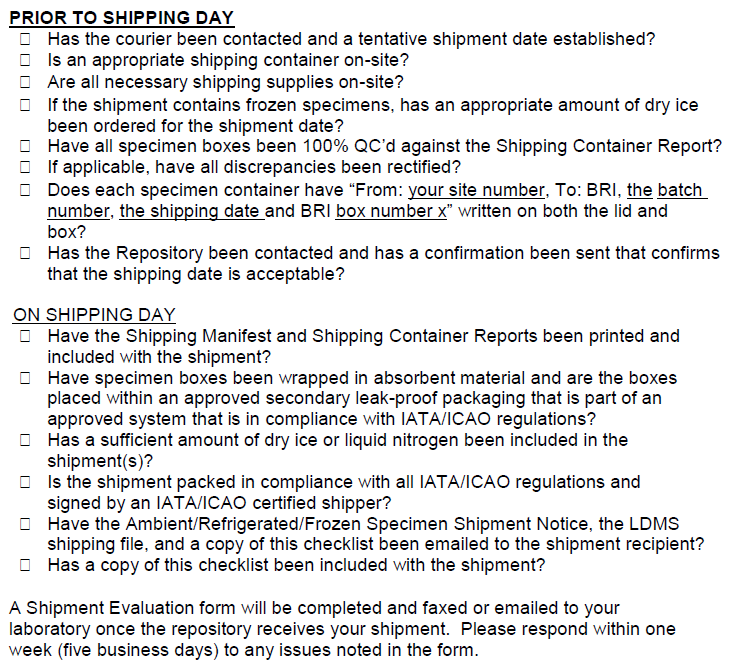 PRIOR TO SHIPPING DAY
☐ Has the courier been contacted and a tentative shipment date established?
☐ Is an appropriate shipping container on-site?
☐ Are all necessary shipping supplies on-site?
☐ If the shipment contains frozen specimens, has an appropriate amount of dry ice
been ordered for the shipment date?
☐ Have all specimen boxes been 100% QC'd against the Shipping Container Report?
☐ If applicable, have all discrepancies been rectified?
☐ Does each specimen container have “From: your site number, To: BRI, the batch
number, the shipping date and BRI box number x” written on both the lid and
box?
☐ Has the Repository been contacted and has a confirmation been sent that confirms
that the shipping date is acceptable?
ON SHIPPING DAY
☐ Have the Shipping Manifest and Shipping Container Reports been printed and
included with the shipment?
☐ Have specimen boxes been wrapped in absorbent material and are the boxes
placed within an approved secondary leak-proof packaging that is part of an
approved system that is in compliance with IATA/ICAO regulations?
☐ Has a sufficient amount of dry ice or liquid nitrogen been included in the
shipment(s)?
☐ Is the shipment packed in compliance with all IATA/ICAO regulations and
signed by an IATA/ICAO certified shipper?
☐ Have the Ambient/Refrigerated/Frozen Specimen Shipment Notice, the LDMS
shipping file, and a copy of this checklist been emailed to the shipment recipient?
☐ Has a copy of this checklist been included with the shipment?
A Shipment Evaluation form will be completed and faxed or emailed to your
laboratory once the repository receives your shipment.  Please respond within one
week (five business days) to any issues noted in the form.